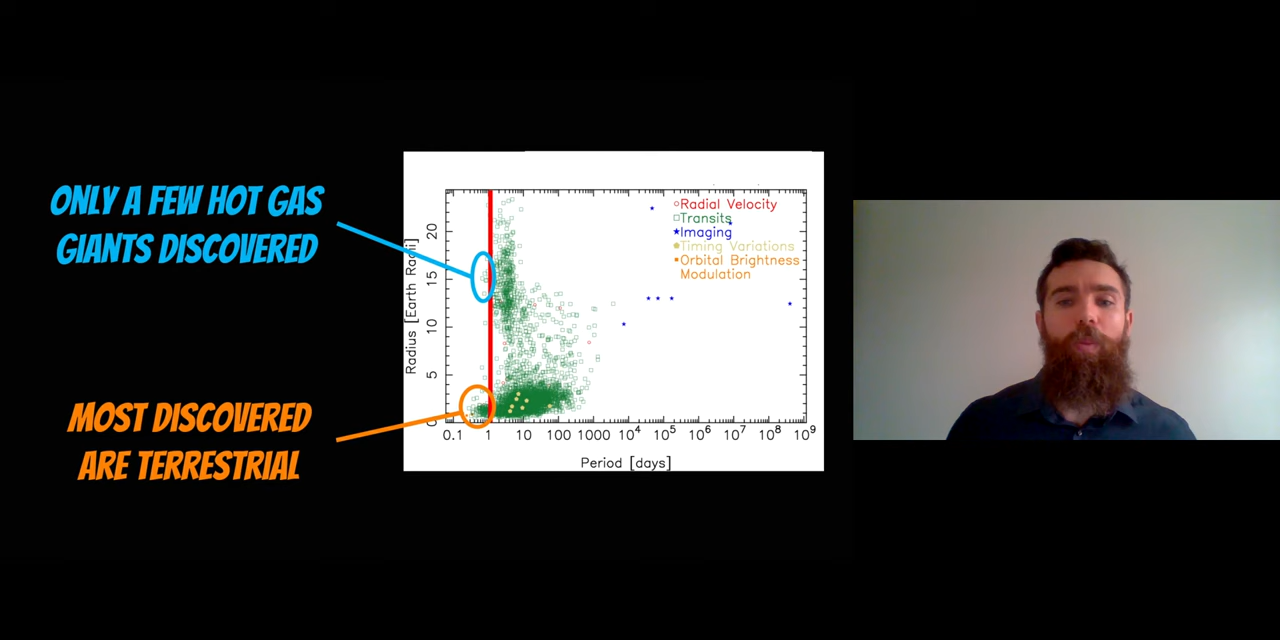 ONLY A FEW HOT GAS
GIANTS DISCOVERED
MOST DISCOVERED
ARE TERRESTRIAL
Radius [Earth Radii]
0
5
10
15
20
Radial Velocity
Transits
Imaging
Timing Variations
Orbital Brightness
Modulation
0.1 1 10 100 1000 10⁴ 10⁵ 10⁶ 10⁷ 10⁸ 10⁹
Period [days]